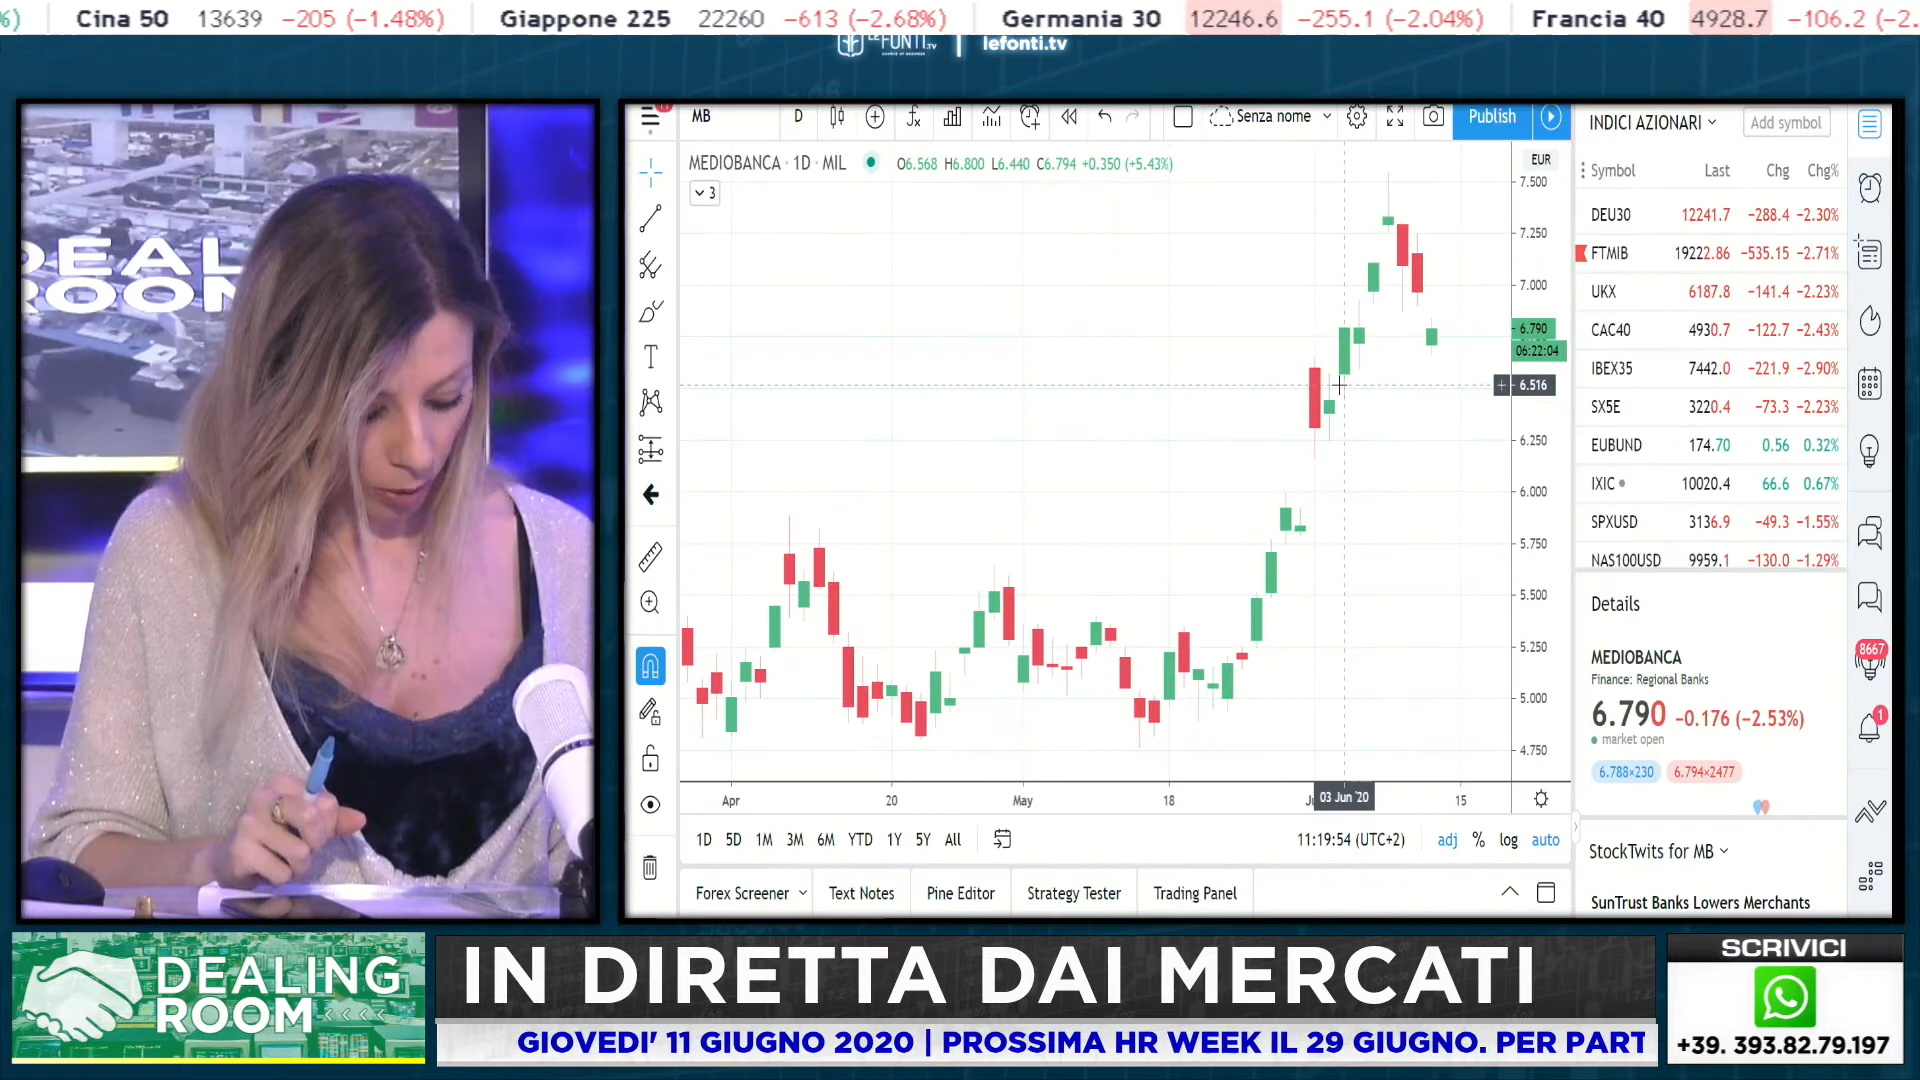 %) Cina 50 13639 −205 (−1.48%) Giappone 225 22260 −613 (−2.68%) Germania 30 12246.6 −255.1 (−2.04%) Francia 40 4928.7 −106.2 (−2.
LEFONTI.TV | lefonti.tv
DEAL
ROOM
MB D Senza nome Publish
MEDIOBANCA · 1D · MIL O6.568 H6.800 L6.440 C6.794 +0.350 (+5.43%)
3
EUR
7.500
7.250
7.000
6.790
06:22:04
6.516
6.250
6.000
5.750
5.500
5.250
5.000
4.750
Apr 20 May 18 03 Jun '20 15
1D 5D 1M 3M 6M YTD 1Y 5Y All 11:19:54 (UTC+2) adj % log auto
Forex Screener Text Notes Pine Editor Strategy Tester Trading Panel
INDICI AZIONARI Add symbol
Symbol Last Chg Chg%
DEU30 12241.7 −288.4 −2.30%
FTMIB 19222.86 −535.15 −2.71%
UKX 6187.8 −141.4 −2.23%
CAC40 4930.7 −122.7 −2.43%
IBEX35 7442.0 −221.9 −2.90%
SX5E 3220.4 −73.3 −2.23%
EUBUND 174.70 0.56 0.32%
IXIC 10020.4 66.6 0.67%
SPXUSD 3136.9 −49.3 −1.55%
NAS100USD 9959.1 −130.0 −1.29%
Details
MEDIOBANCA
Finance: Regional Banks
6.790 −0.176 (−2.53%)
market open
6.788×230 6.794×2477
StockTwits for MB
SunTrust Banks Lowers Merchants
8667
1
DEALING
ROOM
IN DIRETTA DAI MERCATI
GIOVEDI' 11 GIUGNO 2020 | PROSSIMA HR WEEK IL 29 GIUGNO. PER PART
SCRIVICI
+39. 393.82.79.197